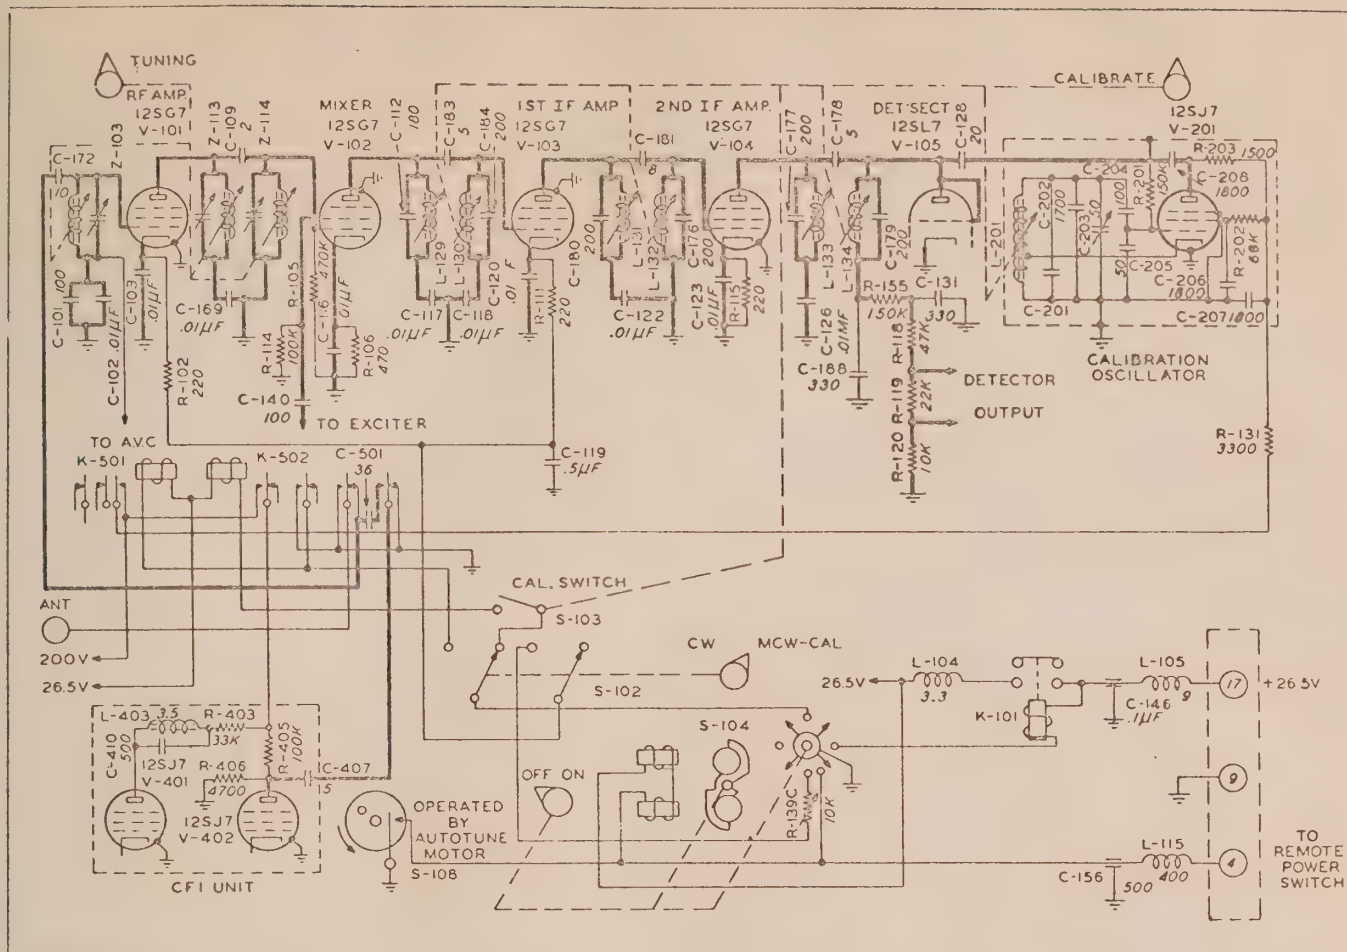 TUNING
RF AMP.
12SG7
V-101
Z-103
C-172
10
C-101
100
C-102
.01µF
C-103
.01µF
R-102
220
TO A.V.C
Z-113
C-109
2
Z-114
C-169
.01µF
R-105
470K
R-114
100K
C-140
100
TO EXCITER
MIXER
12SG7
V-102
C-116
.01µF
R-106
470
C-112
180
C-183
5
C-184
200
L-129
L-130
C-117
.01µF
C-118
.01µF
C-120
.01
F
1ST IF AMP
12SG7
V-103
R-111
220
C-119
.5µF
C-180
200
C-181
8
L-131
L-132
C-176
200
C-122
.01µF
2ND IF AMP.
12SG7
V-104
C-123
.01µF
R-115
220
C-177
200
C-178
5
L-133
L-134
C-179
200
C-126
.01MF
C-188
330
R-155
150K
C-131
330
R-118
47K
R-119
22K
R-120
10K
DETECTOR
OUTPUT
DET'SECT
12SL7
V-105
C-128
20
CALIBRATE
12SJ7
V-201
R-203
1500
L-201
C-201
C-202
1700
C-203
50
C-204
100
R-201
150K
C-208
1800
C-205
50
R-202
68K
C-206
1800
C-207
1800
CALIBRATION
OSCILLATOR
R-131
3300
K-501
K-502
C-501
36
ANT
200V
26.5V
CAL. SWITCH
S-103
S-102
CW
MCW-CAL
26.5V
L-104
3.3
K-101
C-146
.1µF
L-105
9
17
+26.5V
9
4
L-115
400
C-156
500
TO
REMOTE
POWER
SWITCH
S-104
R-139C
10K
OFF ON
OPERATED
BY
AUTOTUNE
MOTOR
S-108
L-403
3.5
R-403
33K
C-410
500
12SJ7
V-401
R-406
4700
R-405
100K
C-407
5
12SJ7
V-402
CFI UNIT